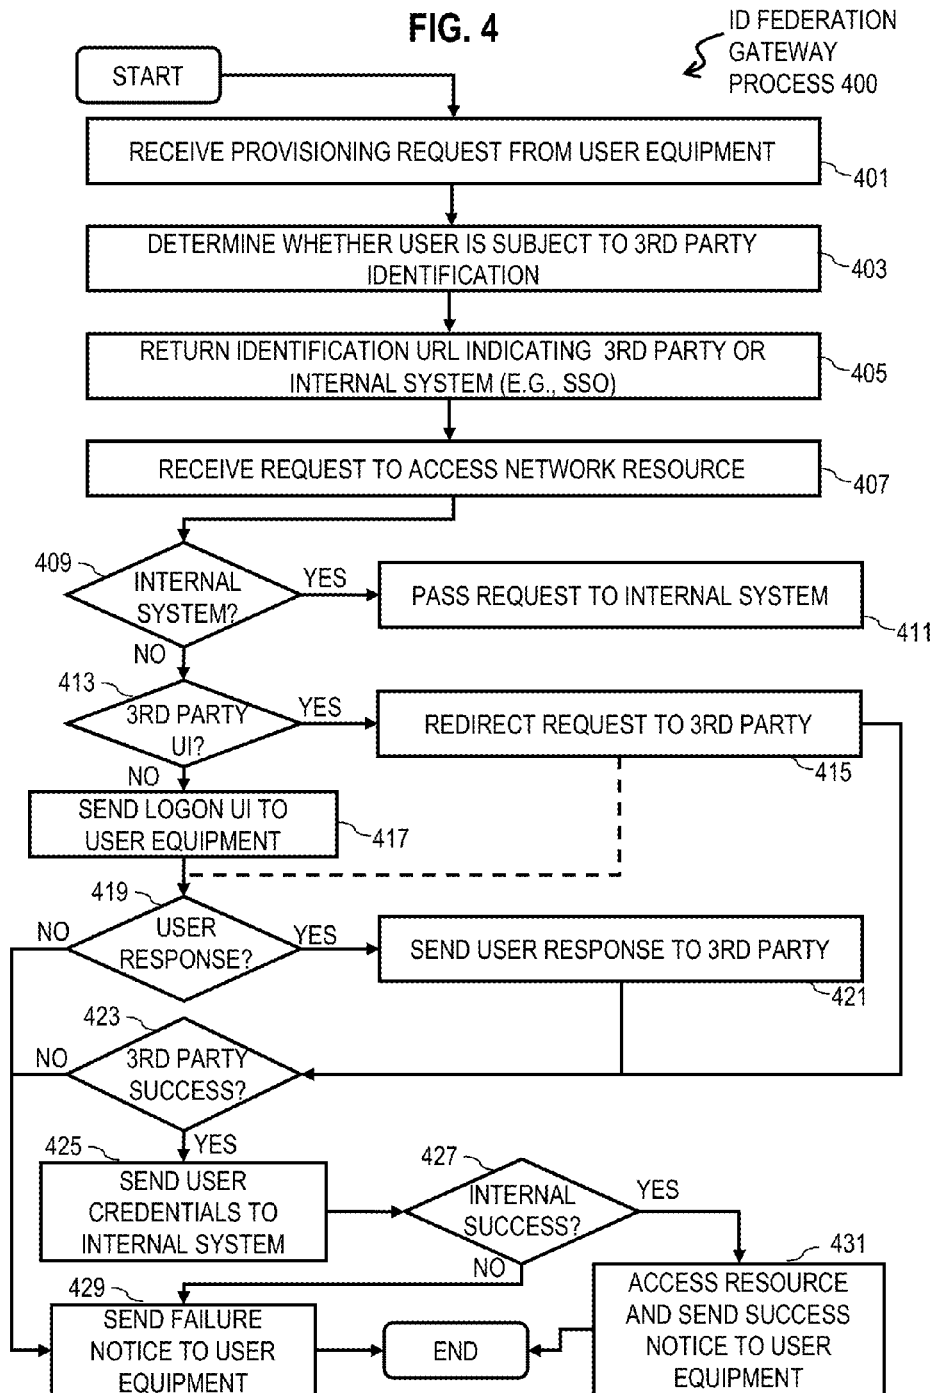 FIG. 4
ID FEDERATION
GATEWAY
PROCESS 400
START
RECEIVE PROVISIONING REQUEST FROM USER EQUIPMENT
401
DETERMINE WHETHER USER IS SUBJECT TO 3RD PARTY
IDENTIFICATION
403
RETURN IDENTIFICATION URL INDICATING 3RD PARTY OR
INTERNAL SYSTEM (E.G., SSO)
405
RECEIVE REQUEST TO ACCESS NETWORK RESOURCE
407
409
INTERNAL
SYSTEM?
YES
NO
PASS REQUEST TO INTERNAL SYSTEM
411
413
3RD PARTY
UI?
YES
NO
REDIRECT REQUEST TO 3RD PARTY
415
SEND LOGON UI TO
USER EQUIPMENT
417
419
USER
RESPONSE?
NO
YES
SEND USER RESPONSE TO 3RD PARTY
421
423
3RD PARTY
SUCCESS?
NO
YES
425
SEND USER
CREDENTIALS TO
INTERNAL SYSTEM
427
INTERNAL
SUCCESS?
YES
NO
429
SEND FAILURE
NOTICE TO USER
EQUIPMENT
END
431
ACCESS RESOURCE
AND SEND SUCCESS
NOTICE TO USER
EQUIPMENT